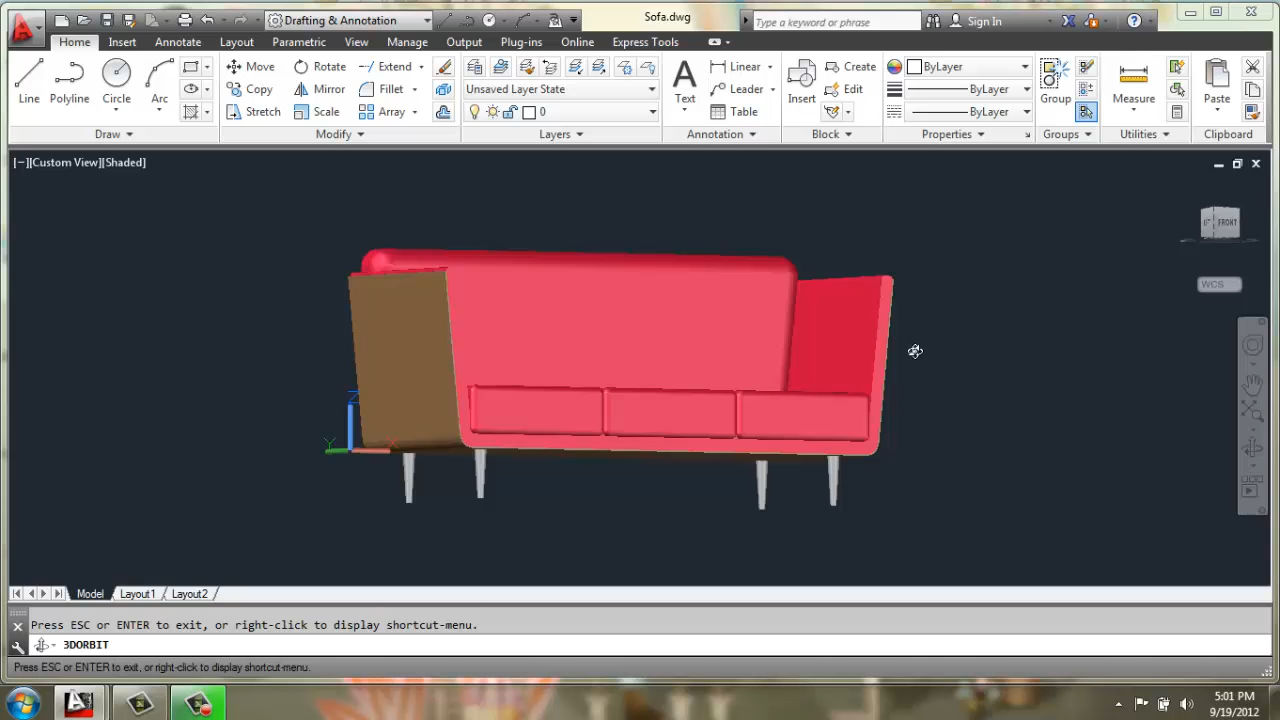 Drafting & Annotation
Sofa.dwg
Type a keyword or phrase
Sign In
Home Insert Annotate Layout Parametric View Manage Output Plug-ins Online Express Tools
Move Rotate Extend
Copy Mirror Fillet
Stretch Scale Array
Line Polyline Circle Arc
Unsaved Layer State
0
Text
Linear
Leader
Table
Insert
Create
Edit
ByLayer
ByLayer
ByLayer
Group
Measure
Paste
Draw Modify Layers Annotation Block Properties Groups Utilities Clipboard
[−][Custom View][Shaded]
FRONT
WCS
Z
Y X
Model Layout1 Layout2
Press ESC or ENTER to exit, or right-click to display shortcut-menu.
3DORBIT
Press ESC or ENTER to exit, or right-click to display shortcut-menu.
5:01 PM
9/19/2012